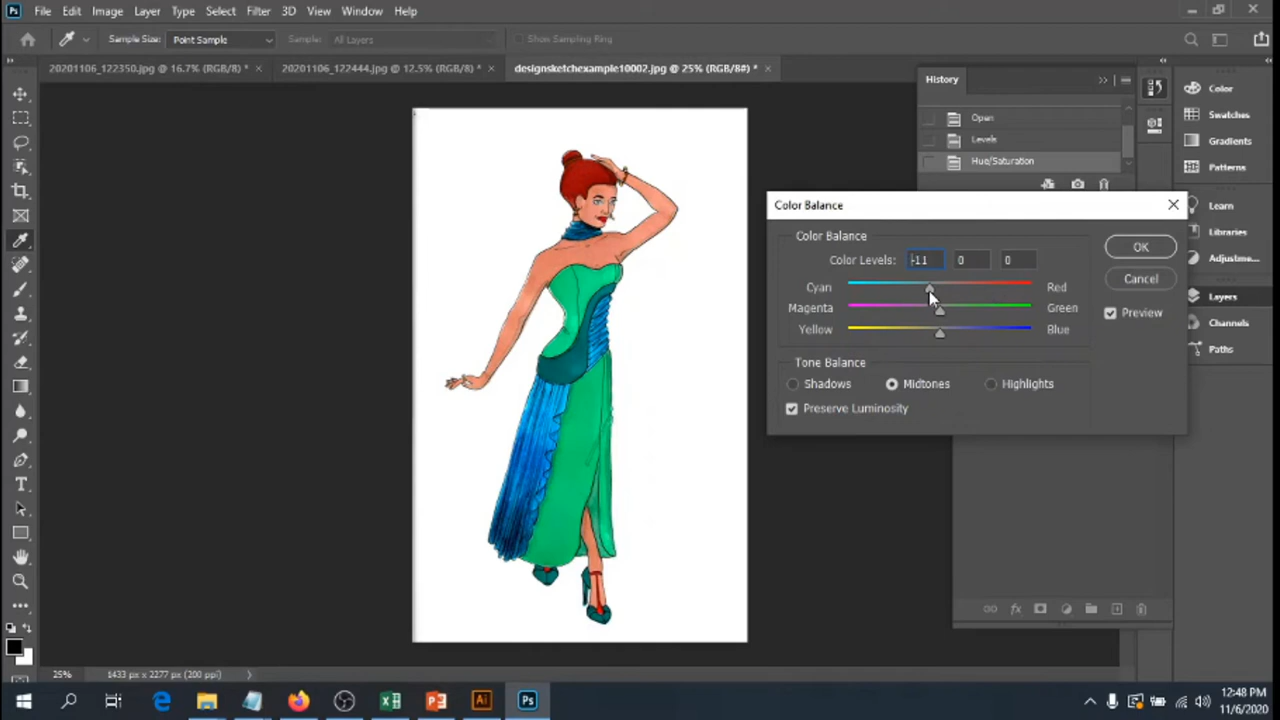 Ps File Edit Image Layer Type Select Filter 3D View Window Help
Sample Size: Point Sample Sample: All Layers Show Sampling Ring
20201106_122350.jpg @ 16.7% (RGB/8) * × 20201106_122444.jpg @ 12.5% (RGB/8) * × designsketchexample10002.jpg @ 25% (RGB/8#) * ×
History
Open
Levels
Hue/Saturation
Color
Swatches
Gradients
Patterns
Learn
Libraries
Adjustme...
Layers
Channels
Paths
Color Balance
Color Balance
Color Levels: -11 0 0
Cyan Red
Magenta Green
Yellow Blue
Tone Balance
Shadows Midtones Highlights
Preserve Luminosity
OK
Cancel
Preview
T
fx
25% 1433 px x 2277 px (200 ppi)
Ai Ps
12:48 PM
11/6/2020